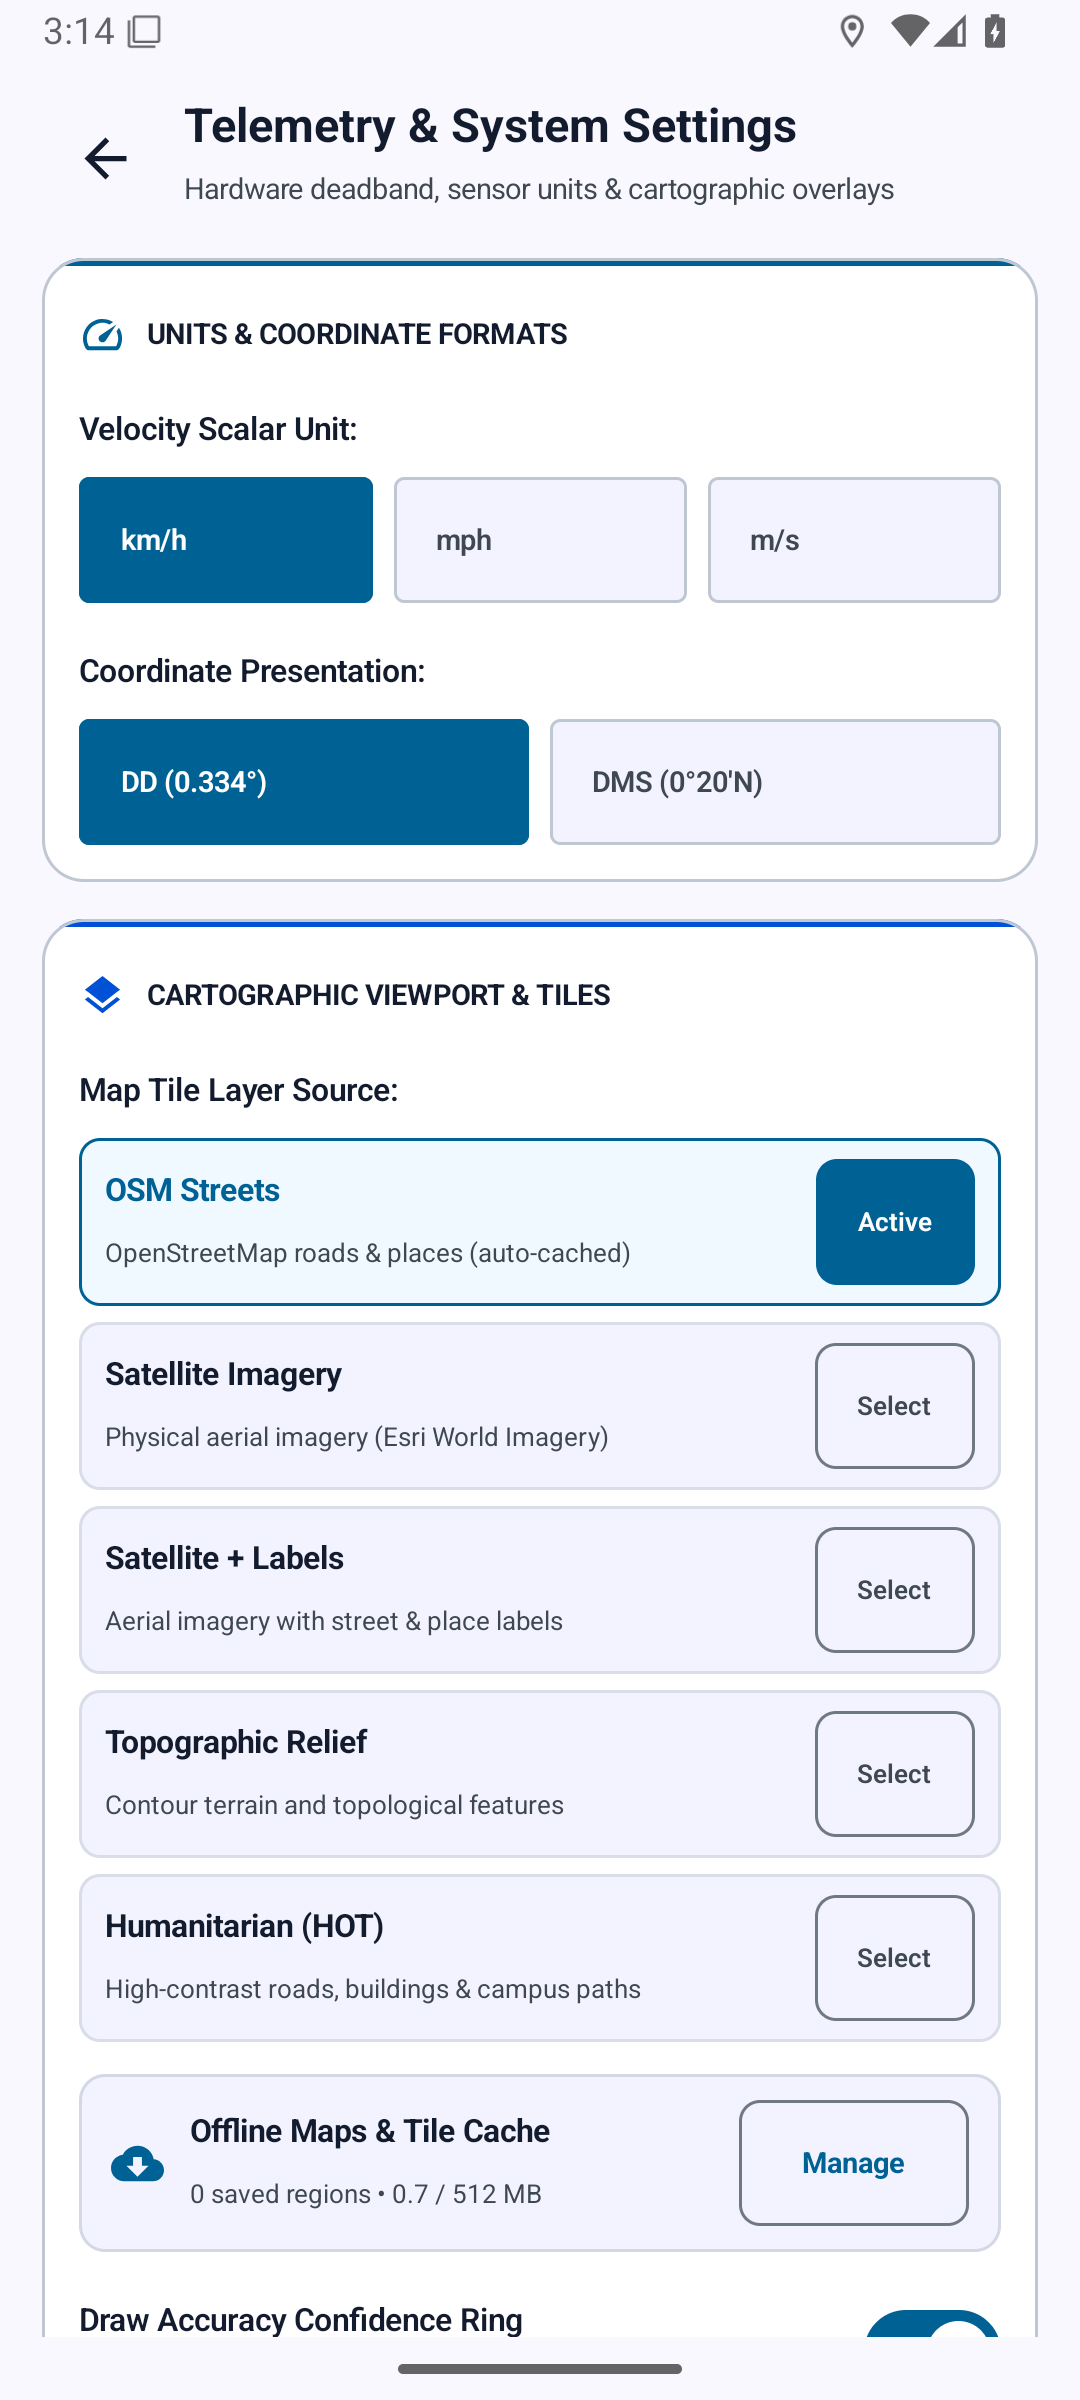 3:14
Telemetry & System Settings
Hardware deadband, sensor units & cartographic overlays
UNITS & COORDINATE FORMATS
Velocity Scalar Unit:
km/h
mph
m/s
Coordinate Presentation:
DD (0.334°)
DMS (0°20'N)
CARTOGRAPHIC VIEWPORT & TILES
Map Tile Layer Source:
OSM Streets
OpenStreetMap roads & places (auto-cached)
Active
Satellite Imagery
Physical aerial imagery (Esri World Imagery)
Select
Satellite + Labels
Aerial imagery with street & place labels
Select
Topographic Relief
Contour terrain and topological features
Select
Humanitarian (HOT)
High-contrast roads, buildings & campus paths
Select
Offline Maps & Tile Cache
0 saved regions • 0.7 / 512 MB
Manage
Draw Accuracy Confidence Ring